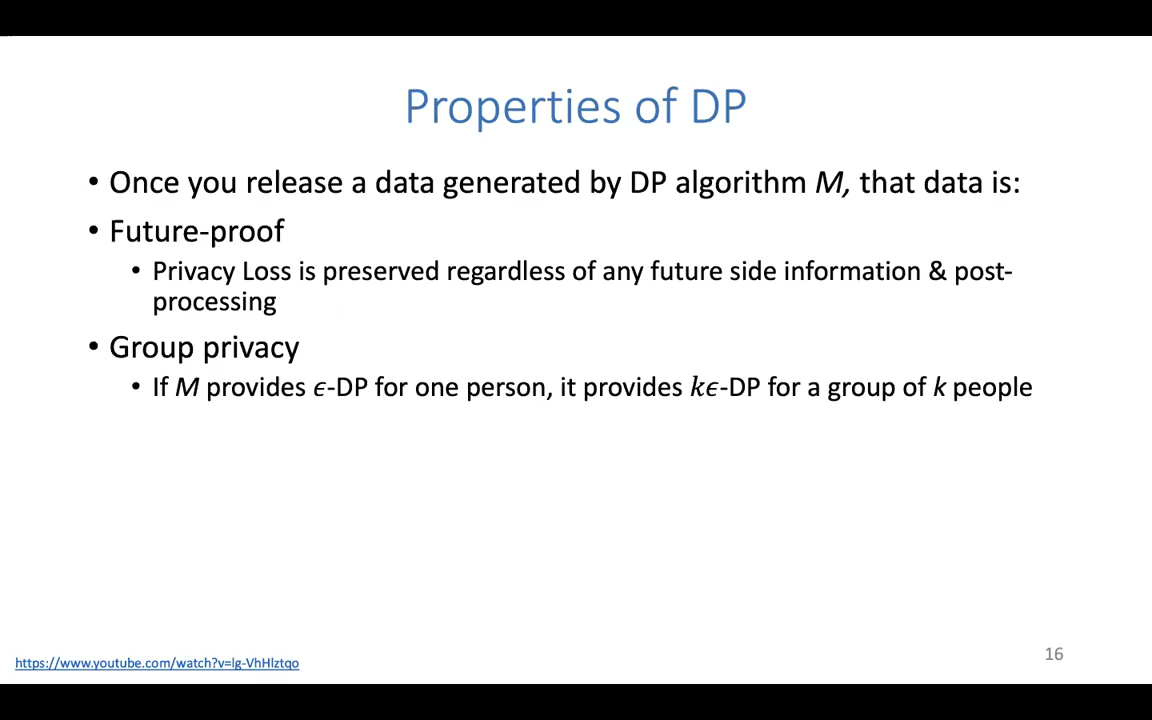 Properties of DP
• Once you release a data generated by DP algorithm M, that data is:
• Future-proof
• Privacy Loss is preserved regardless of any future side information & post-
processing
• Group privacy
• If M provides ϵ-DP for one person, it provides kϵ-DP for a group of k people
https://www.youtube.com/watch?v=lg-VhHlztqo
16